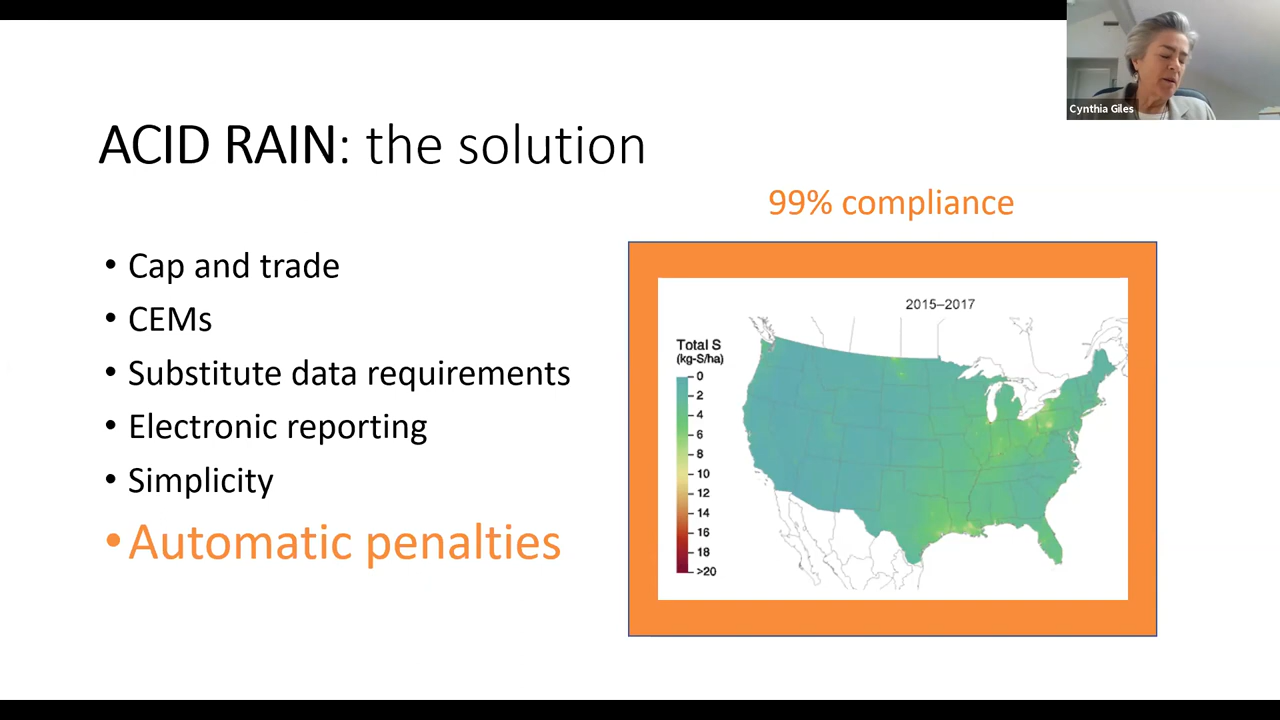 Cynthia Giles
ACID RAIN: the solution
99% compliance
• Cap and trade
• CEMs
• Substitute data requirements
• Electronic reporting
• Simplicity
• Automatic penalties
2015–2017
Total S
(kg-S/ha)
0
2
4
6
8
10
12
14
16
18
>20